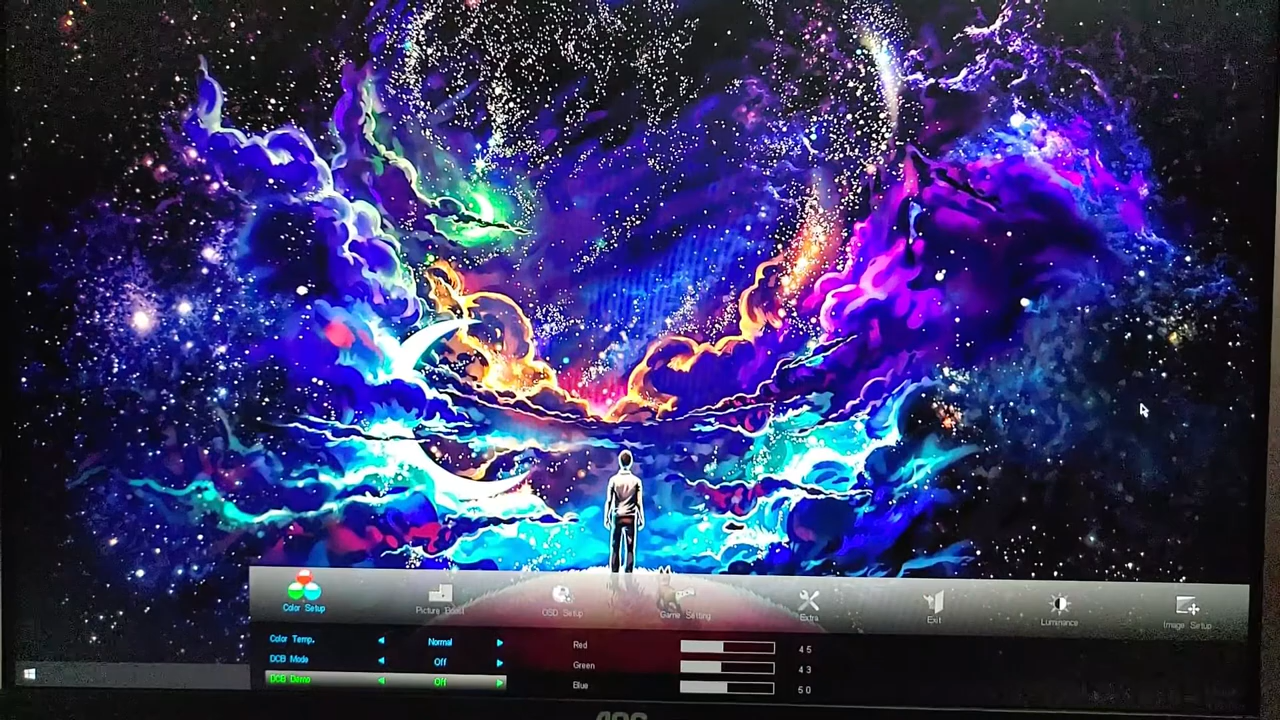 Color Setup
Picture Boost
OSD Setup
Game Setting
Extra
Exit
Luminance
Image Setup
Color Temp. Normal Red 45
DCB Mode Off Green 43
DCB Demo Off Blue 50
AOC